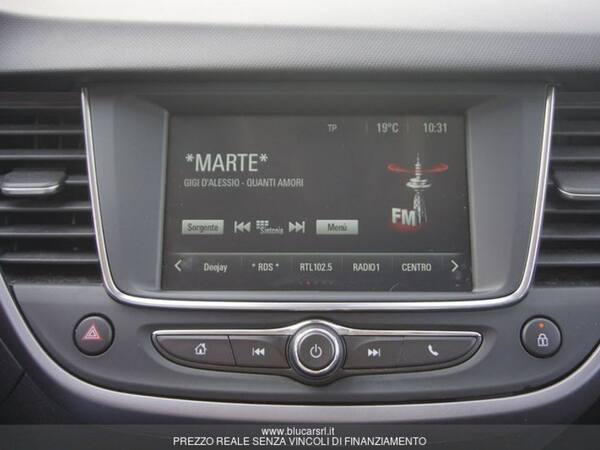 TP 19°C 10:31
*MARTE*
GIGI D'ALESSIO - QUANTI AMORI
FM
Sorgente Sintonia Menù
Deejay * RDS * RTL102.5 RADIO1 CENTRO
www.blucarsrl.it
PREZZO REALE SENZA VINCOLI DI FINANZIAMENTO